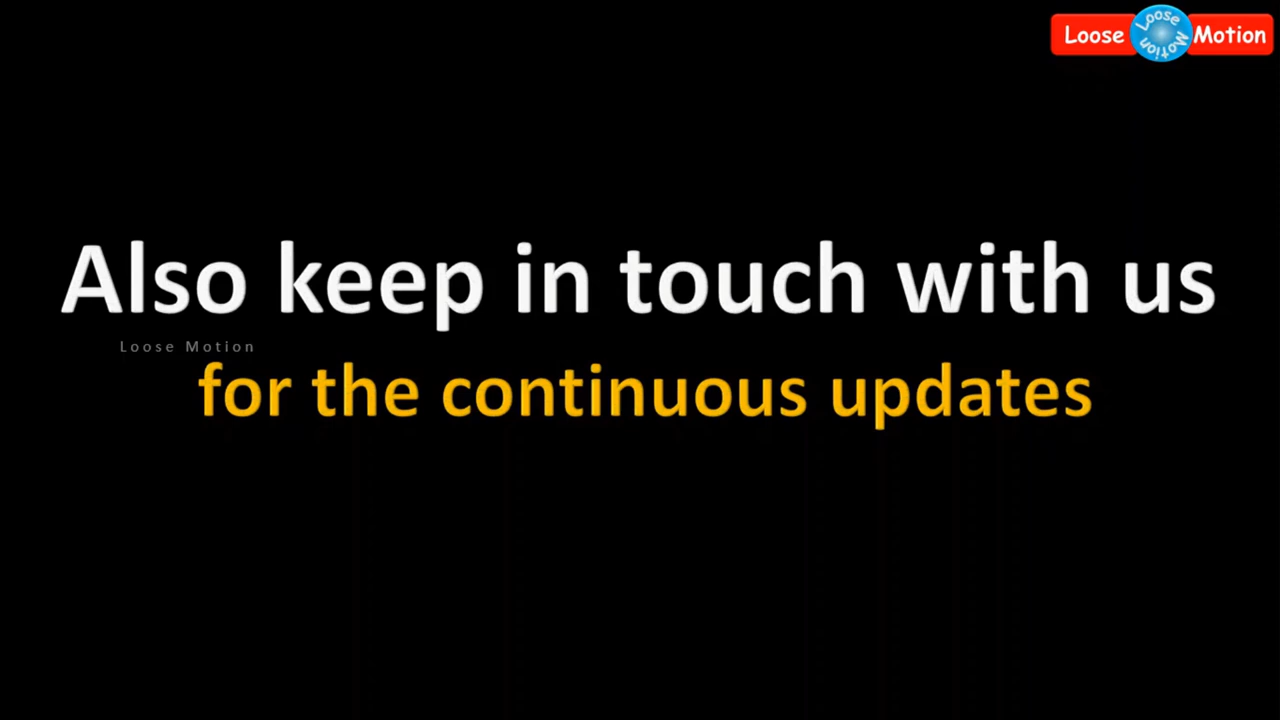 Loose Loose Motion Motion
Also keep in touch with us
Loose Motion
for the continuous updates